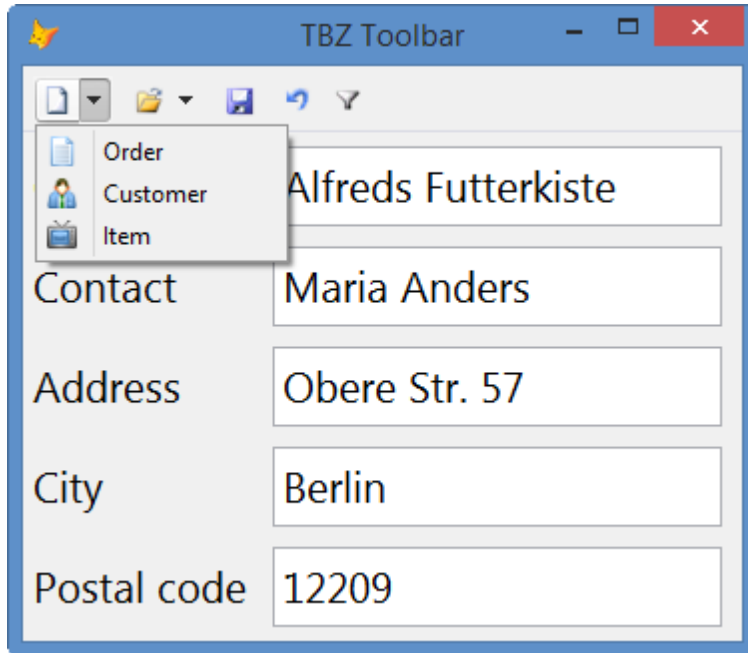 TBZ Toolbar
Order
Customer
Item
Alfreds Futterkiste
Contact Maria Anders
Address Obere Str. 57
City Berlin
Postal code 12209